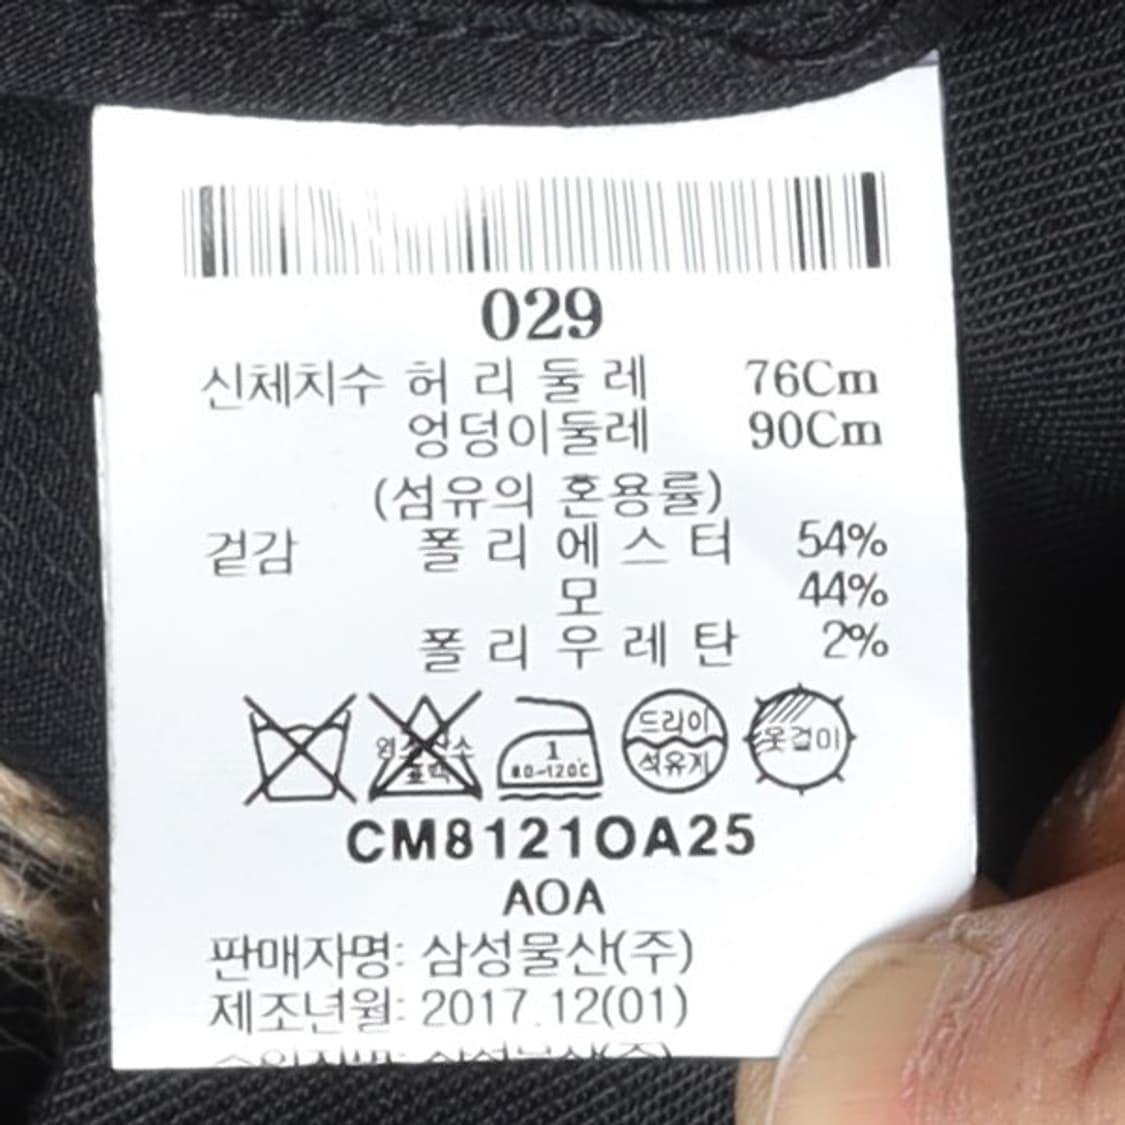 029
신체치수 허리둘레 76Cm
엉덩이둘레 90Cm
(섬유의 혼용률)
겉감 폴리에스터 54%
모 44%
폴리우레탄 2%
1
80-120℃
드라이
석유계
옷걸이
CM8121OA25
AOA
판매자명: 삼성물산(주)
제조년월: 2017.12(01)